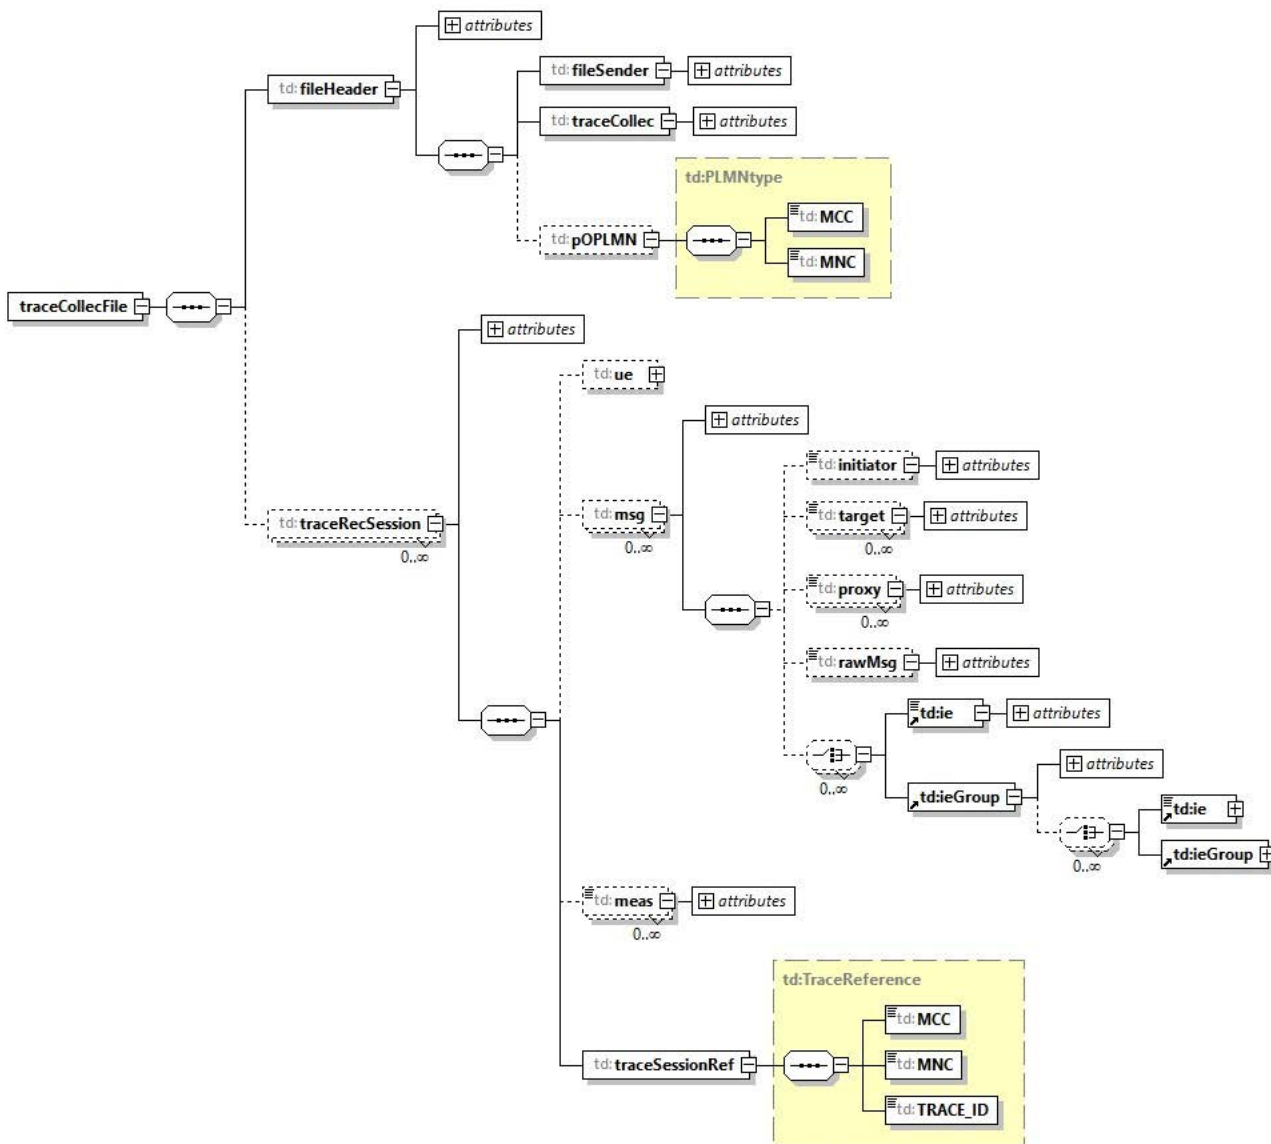 attributes
td:fileSender
attributes
td:fileHeader
td:traceCollec
attributes
td:PLMNtype
td:MCC
td:pOPLMN
td:MNC
traceCollecFile
attributes
td:ue
attributes
td:initiator
attributes
td:traceRecSession
0..∞
td:msg
0..∞
td:target
attributes
0..∞
td:proxy
attributes
0..∞
td:rawMsg
attributes
td:ie
attributes
0..∞
td:ieGroup
attributes
0..∞
td:ie
td:ieGroup
td:meas
attributes
0..∞
td:TraceReference
td:MCC
td:traceSessionRef
td:MNC
td:TRACE_ID